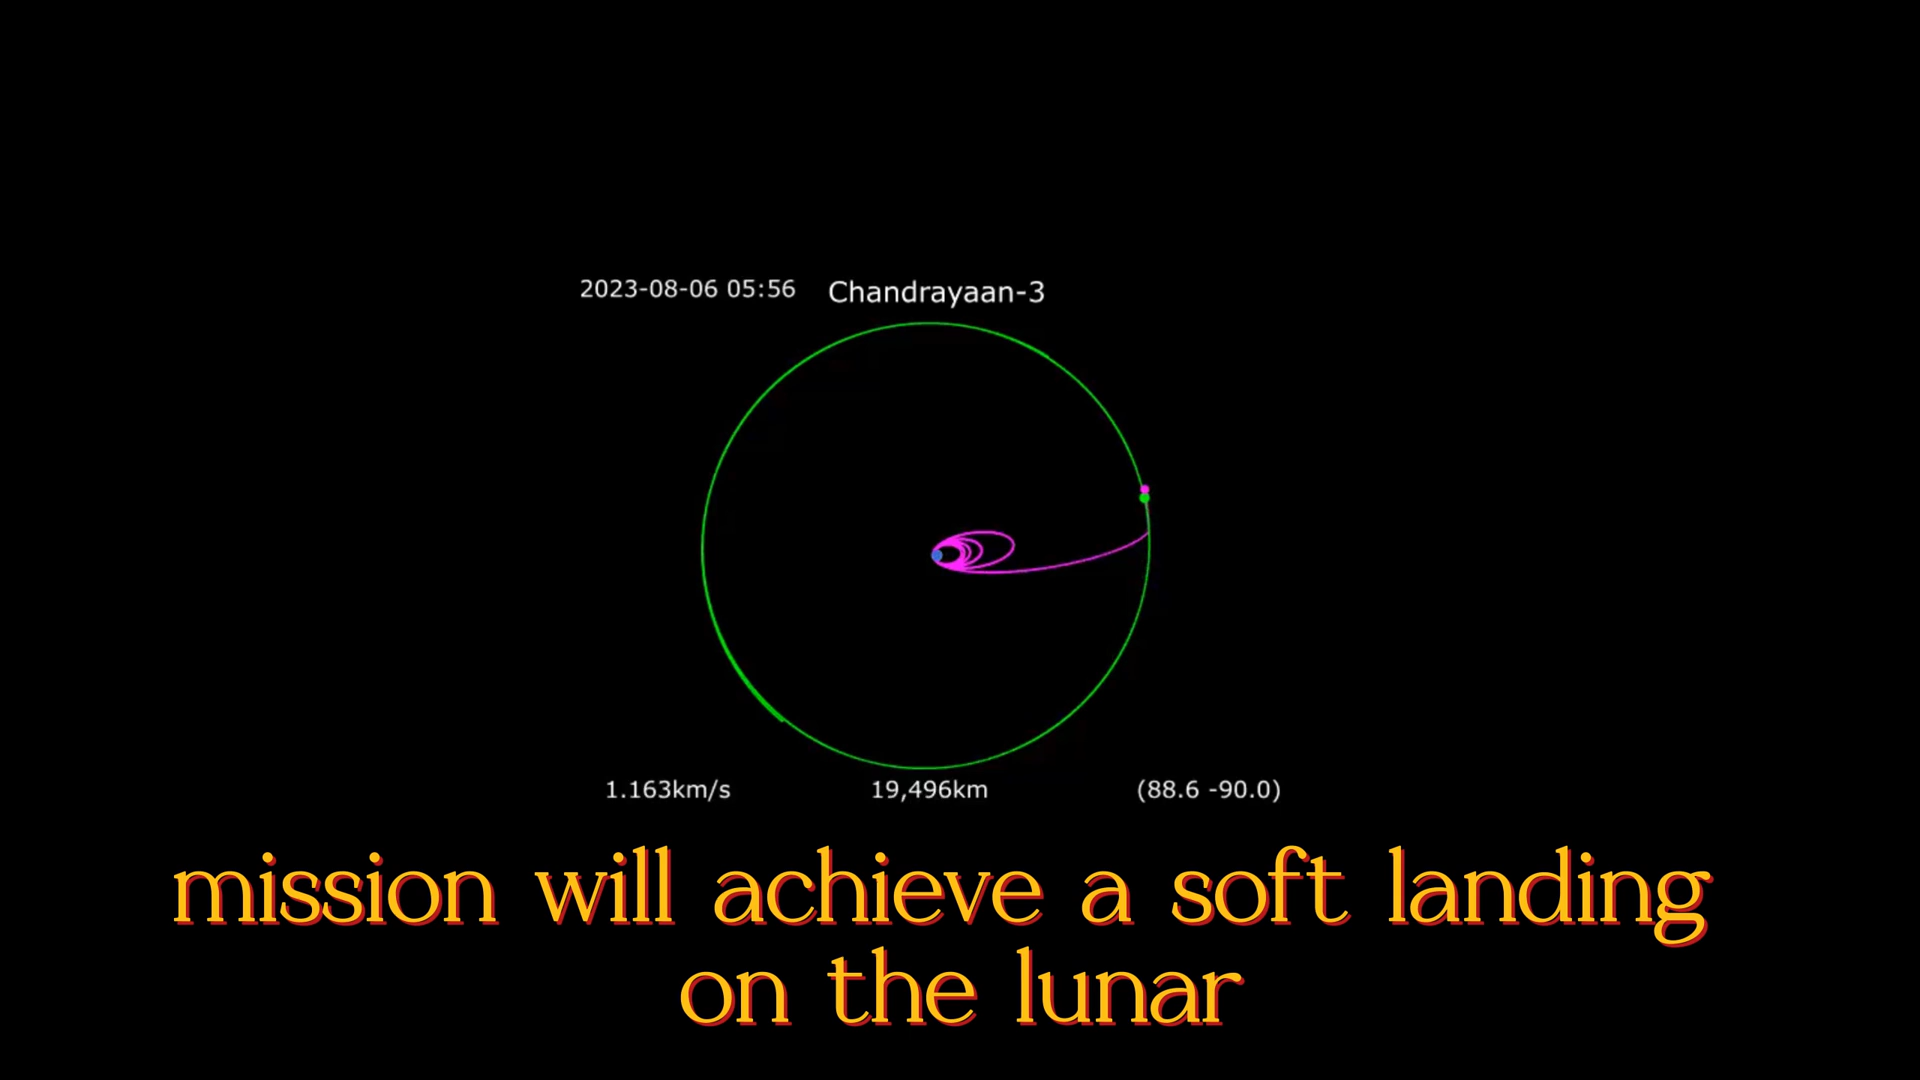 2023-08-06 05:56 Chandrayaan-3
1.163km/s 19,496km (88.6 -90.0)
mission will achieve a soft landing
on the lunar